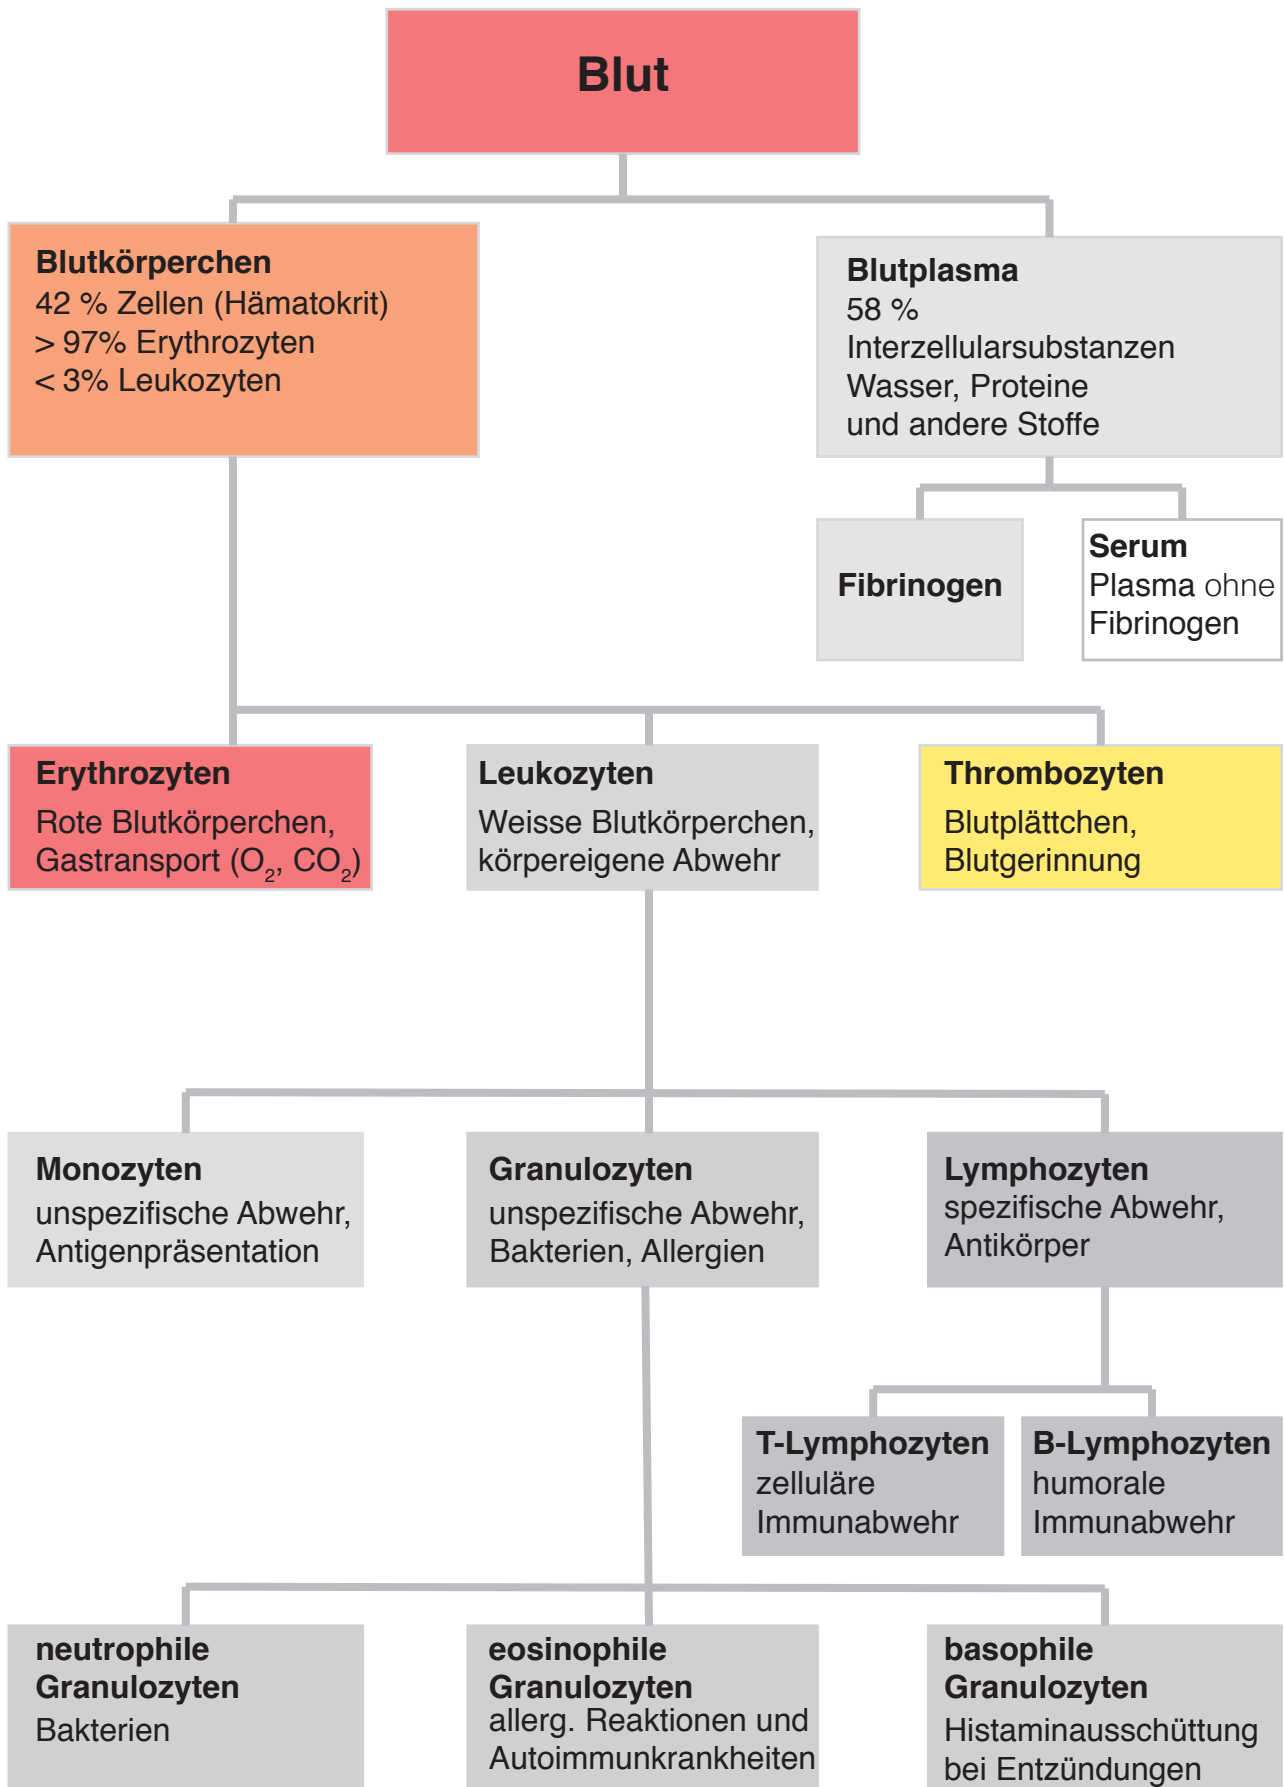 Blut
Blutkörperchen
42 % Zellen (Hämatokrit)
> 97% Erythrozyten
< 3% Leukozyten
Blutplasma
58 %
Interzellularsubstanzen
Wasser, Proteine
und andere Stoffe
Fibrinogen
Serum
Plasma ohne
Fibrinogen
Erythrozyten
Rote Blutkörperchen,
Gastransport (O₂, CO₂)
Leukozyten
Weisse Blutkörperchen,
körpereigene Abwehr
Thrombozyten
Blutplättchen,
Blutgerinnung
Monozyten
unspezifische Abwehr,
Antigenpräsentation
Granulozyten
unspezifische Abwehr,
Bakterien, Allergien
Lymphozyten
spezifische Abwehr,
Antikörper
T-Lymphozyten
zelluläre
Immunabwehr
B-Lymphozyten
humorale
Immunabwehr
neutrophile
Granulozyten
Bakterien
eosinophile
Granulozyten
allerg. Reaktionen und
Autoimmunkrankheiten
basophile
Granulozyten
Histaminausschüttung
bei Entzündungen